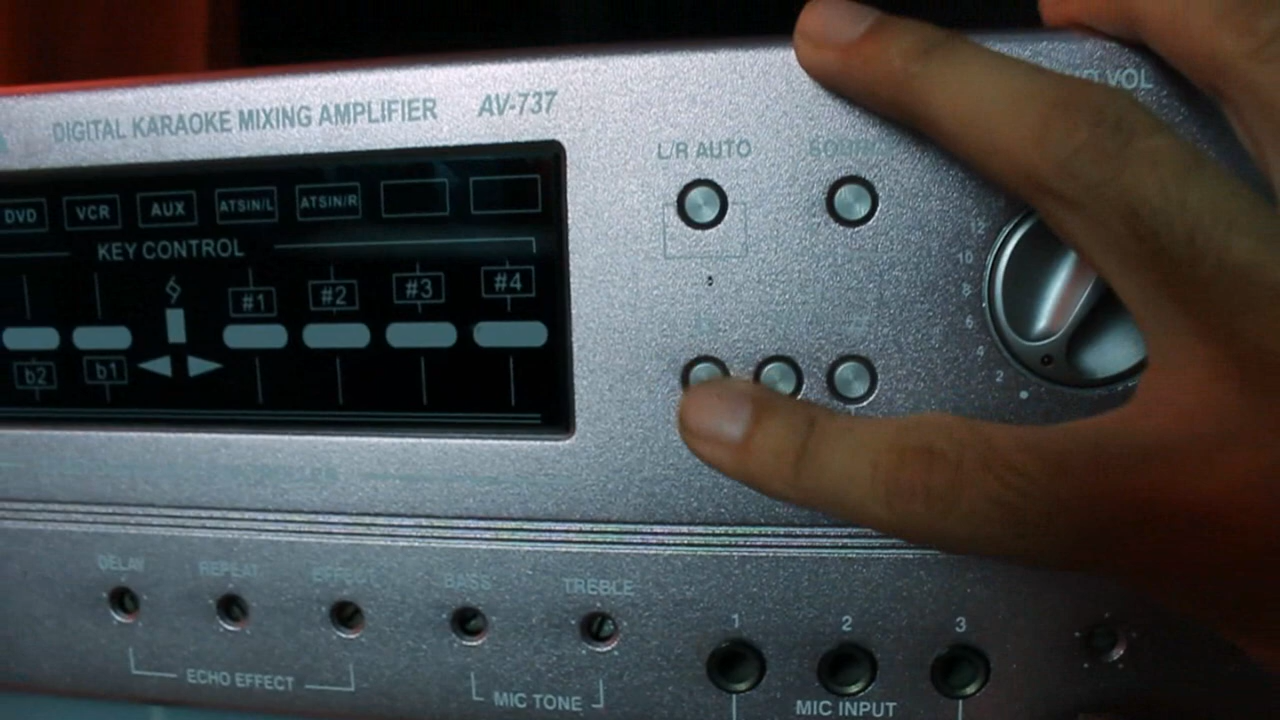 DIGITAL KARAOKE MIXING AMPLIFIER AV-737
VOL
L/R AUTO
DVD VCR AUX ATSIN/L ATSIN/R
KEY CONTROL
#1 #2 #3 #4
b2 b1
12
10
8
6
4
2
DELAY REPEAT EFFECT BASS TREBLE
1 2 3
ECHO EFFECT
MIC TONE
MIC INPUT